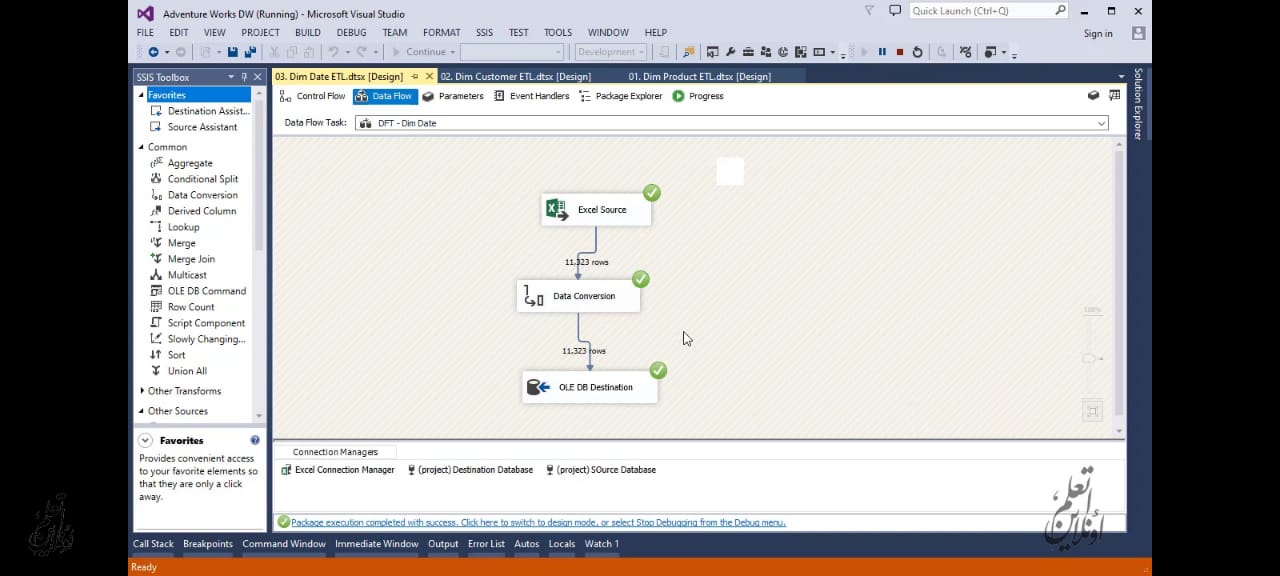 Adventure Works DW (Running) - Microsoft Visual Studio
Quick Launch (Ctrl+Q)
FILE EDIT VIEW PROJECT BUILD DEBUG TEAM FORMAT SSIS TEST TOOLS WINDOW HELP
Sign in
Continue
Development
SSIS Toolbox
03. Dim Date ETL.dtsx [Design]
02. Dim Customer ETL.dtsx [Design]
01. Dim Product ETL.dtsx [Design]
Solution Explorer
Favorites
Destination Assist...
Source Assistant
Common
Aggregate
Conditional Split
Data Conversion
Derived Column
Lookup
Merge
Merge Join
Multicast
OLE DB Command
Row Count
Script Component
Slowly Changing...
Sort
Union All
Other Transforms
Other Sources
Favorites
Provides convenient access
to your favorite elements so
that they are only a click
away.
Control Flow
Data Flow
Parameters
Event Handlers
Package Explorer
Progress
Data Flow Task:
DFT - Dim Date
Excel Source
11,323 rows
Data Conversion
11,323 rows
OLE DB Destination
100%
Connection Managers
Excel Connection Manager
(project) Destination Database
(project) SOurce Database
Package execution completed with success. Click here to switch to design mode, or select Stop Debugging from the Debug menu.
أتعلم
أونلاين
Call Stack Breakpoints Command Window Immediate Window Output Error List Autos Locals Watch 1
Ready